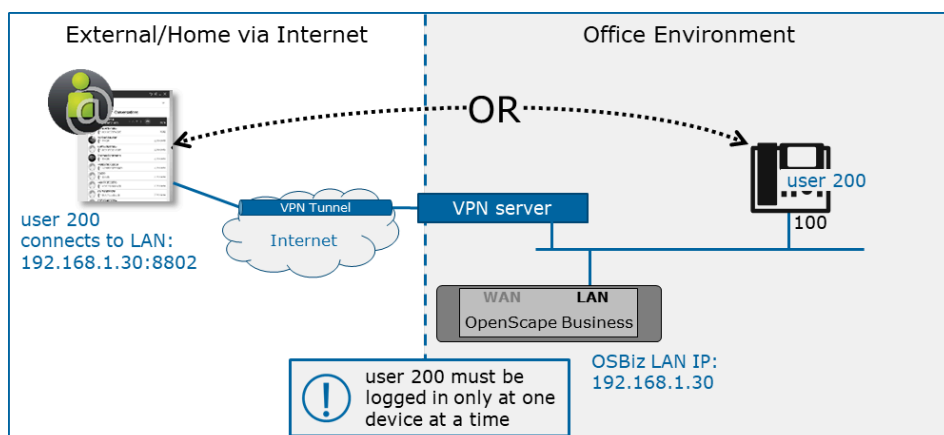 External/Home via Internet
Office Environment
@
OR
user 200
100
VPN Tunnel
VPN server
Internet
user 200
connects to LAN:
192.168.1.30:8802
WAN
LAN
OpenScape Business
OSBiz LAN IP:
192.168.1.30
!
user 200 must be
logged in only at one
device at a time